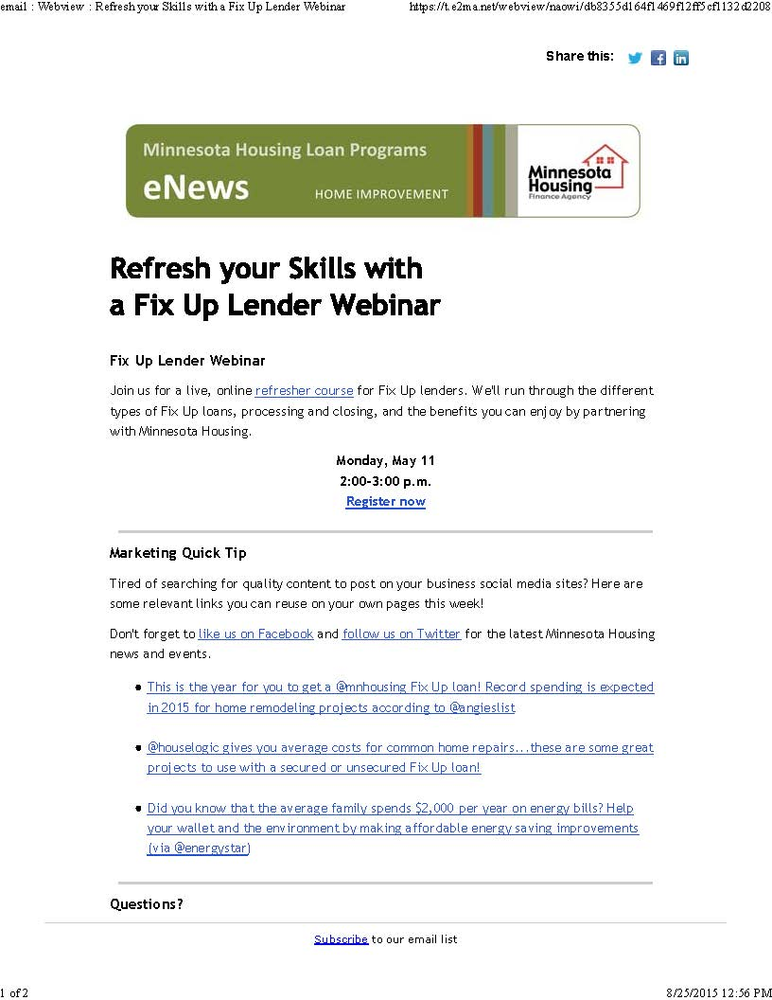 email : Webview : Refresh your Skills with a Fix Up Lender Webinar
https://t.e2ma.net/webview/naowi/db8355d164f1469f12ff5cf1132d2208
Share this:
Minnesota Housing Loan Programs
eNews HOME IMPROVEMENT
Minnesota
Housing
Finance Agency
Refresh your Skills with
a Fix Up Lender Webinar
Fix Up Lender Webinar
Join us for a live, online refresher course for Fix Up lenders. We'll run through the different
types of Fix Up loans, processing and closing, and the benefits you can enjoy by partnering
with Minnesota Housing.
Monday, May 11
2:00-3:00 p.m.
Register now
Marketing Quick Tip
Tired of searching for quality content to post on your business social media sites? Here are
some relevant links you can reuse on your own pages this week!
Don't forget to like us on Facebook and follow us on Twitter for the latest Minnesota Housing
news and events.
• This is the year for you to get a @mnhousing Fix Up loan! Record spending is expected
in 2015 for home remodeling projects according to @angieslist
• @houselogic gives you average costs for common home repairs...these are some great
projects to use with a secured or unsecured Fix Up loan!
• Did you know that the average family spends $2,000 per year on energy bills? Help
your wallet and the environment by making affordable energy saving improvements
(via @energystar)
Questions?
Subscribe to our email list
1 of 2
8/25/2015 12:56 PM